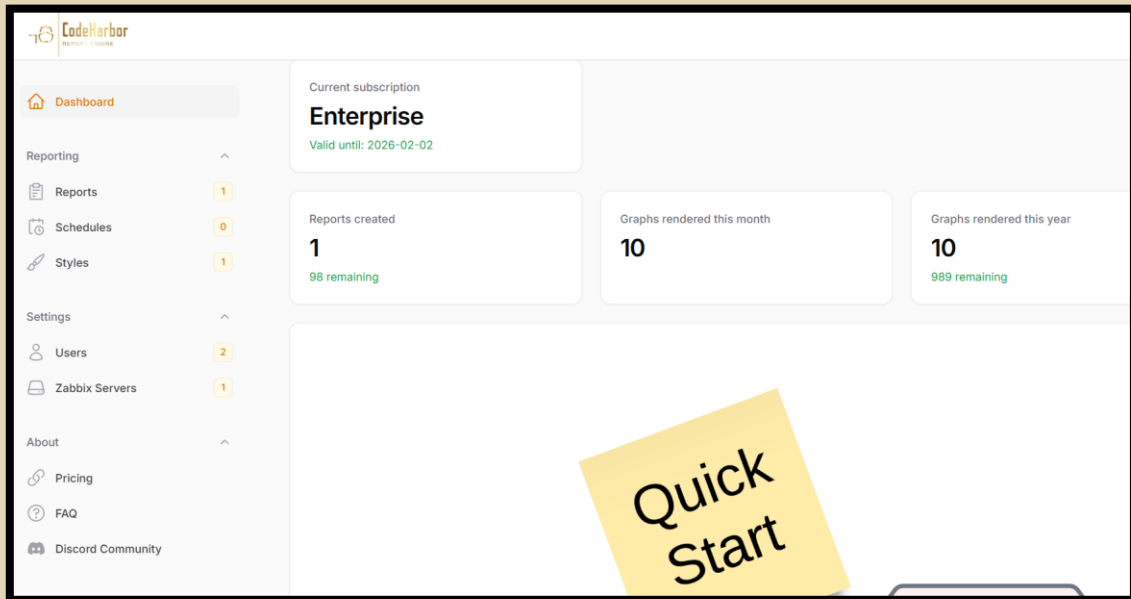 CodeHarbor
REPORT ENGINE
Dashboard
Reporting
Reports 1
Schedules 0
Styles 1
Settings
Users 2
Zabbix Servers 1
About
Pricing
FAQ
Discord Community
Current subscription
Enterprise
Valid until: 2026-02-02
Reports created
1
98 remaining
Graphs rendered this month
10
Graphs rendered this year
10
989 remaining
Quick
Start